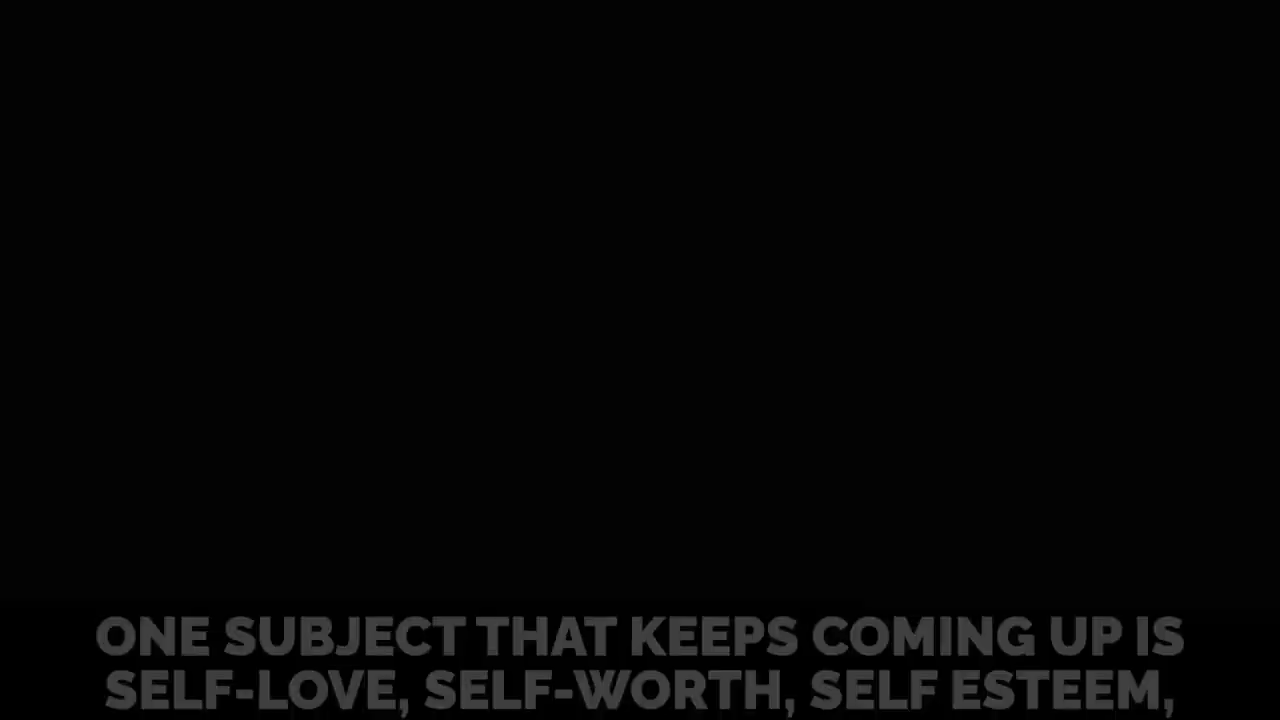 ONE SUBJECT THAT KEEPS COMING UP IS
SELF-LOVE, SELF-WORTH, SELF ESTEEM,